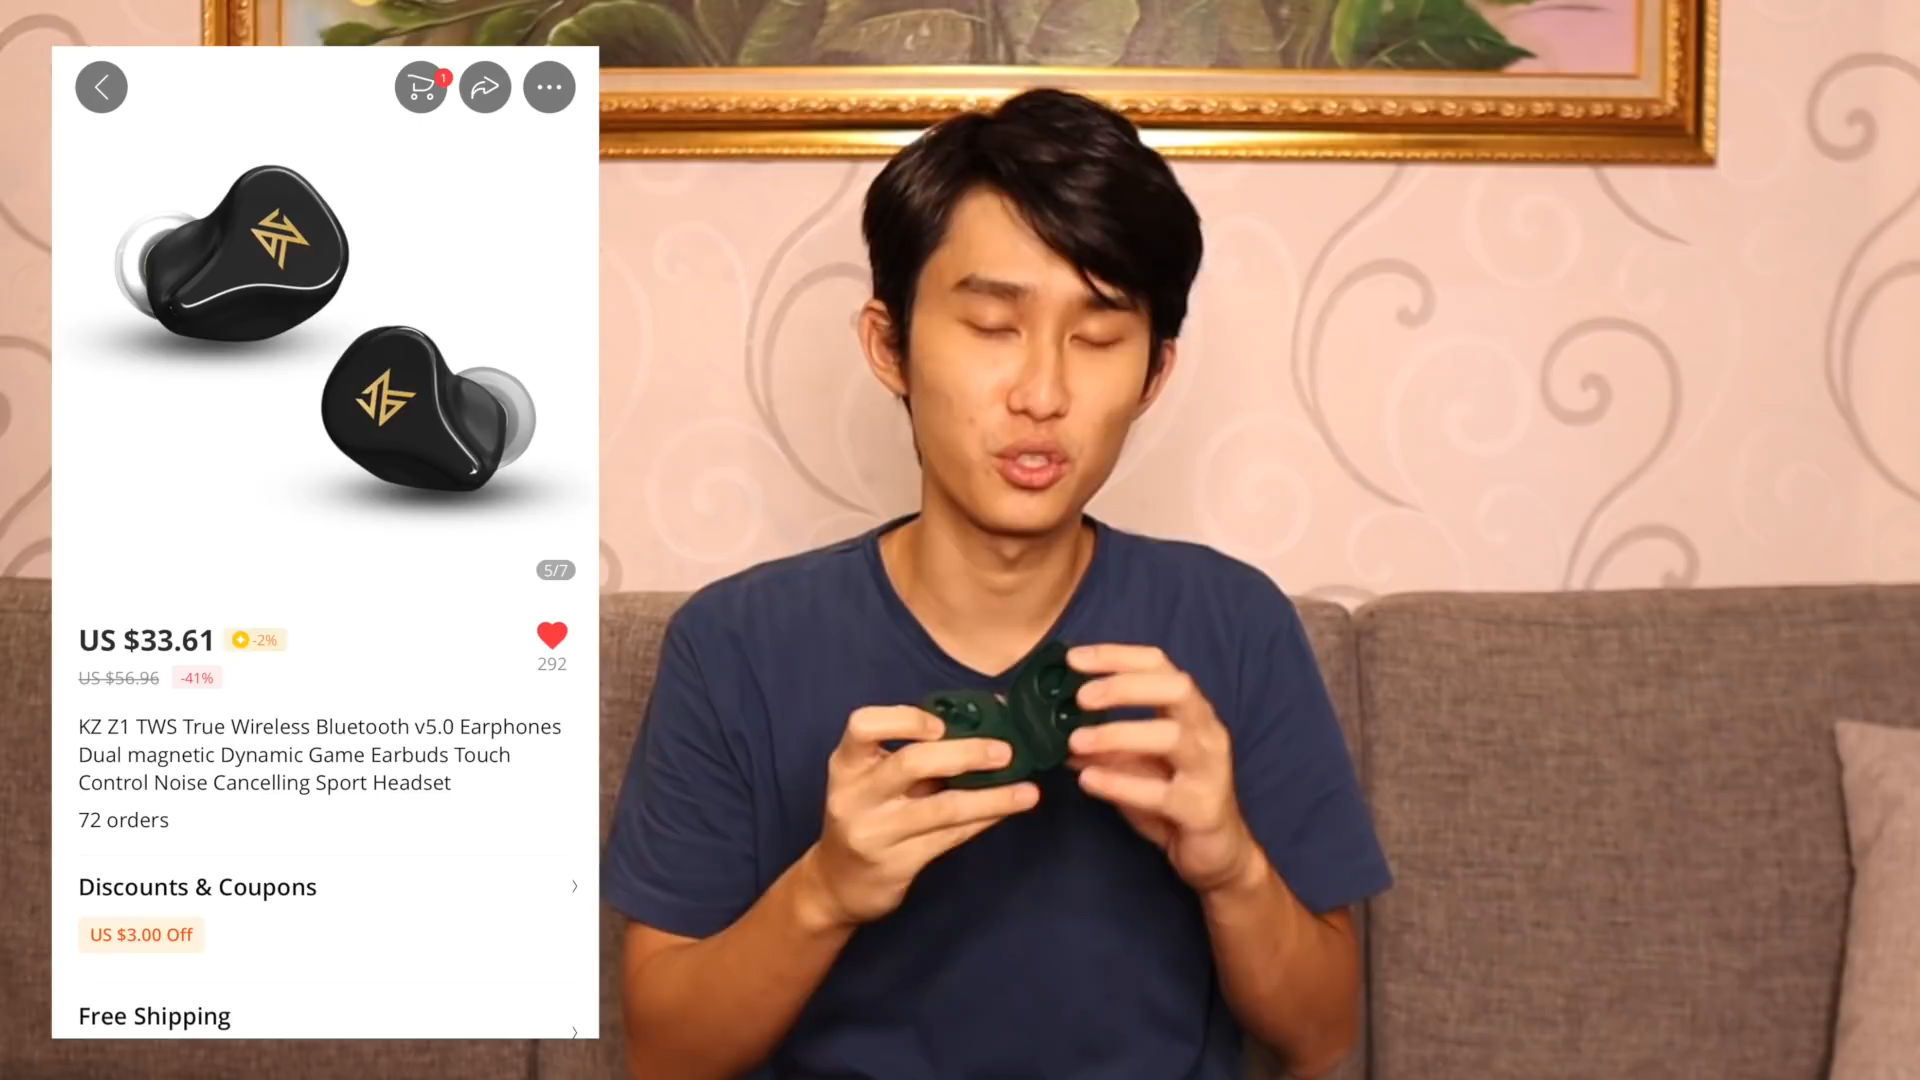 1
5/7
US $33.61 -2%
292
US $56.96 -41%
KZ Z1 TWS True Wireless Bluetooth v5.0 Earphones
Dual magnetic Dynamic Game Earbuds Touch
Control Noise Cancelling Sport Headset
72 orders
Discounts & Coupons
US $3.00 Off
Free Shipping